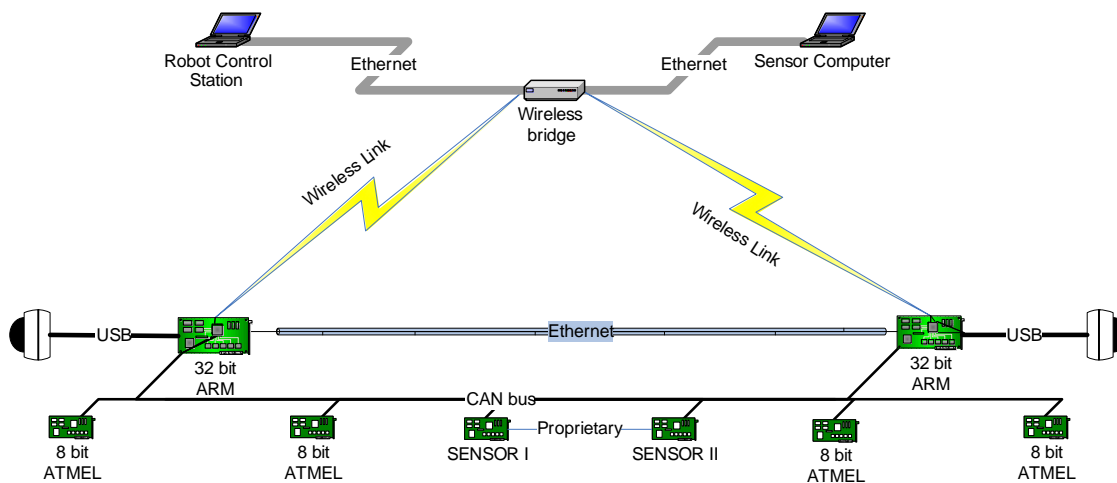 Robot Control
Station
Ethernet
Ethernet
Sensor Computer
Wireless
bridge
Wireless Link
Wireless Link
USB
Ethernet
USB
32 bit
ARM
32 bit
ARM
CAN bus
Proprietary
8 bit
ATMEL
8 bit
ATMEL
SENSOR I
SENSOR II
8 bit
ATMEL
8 bit
ATMEL